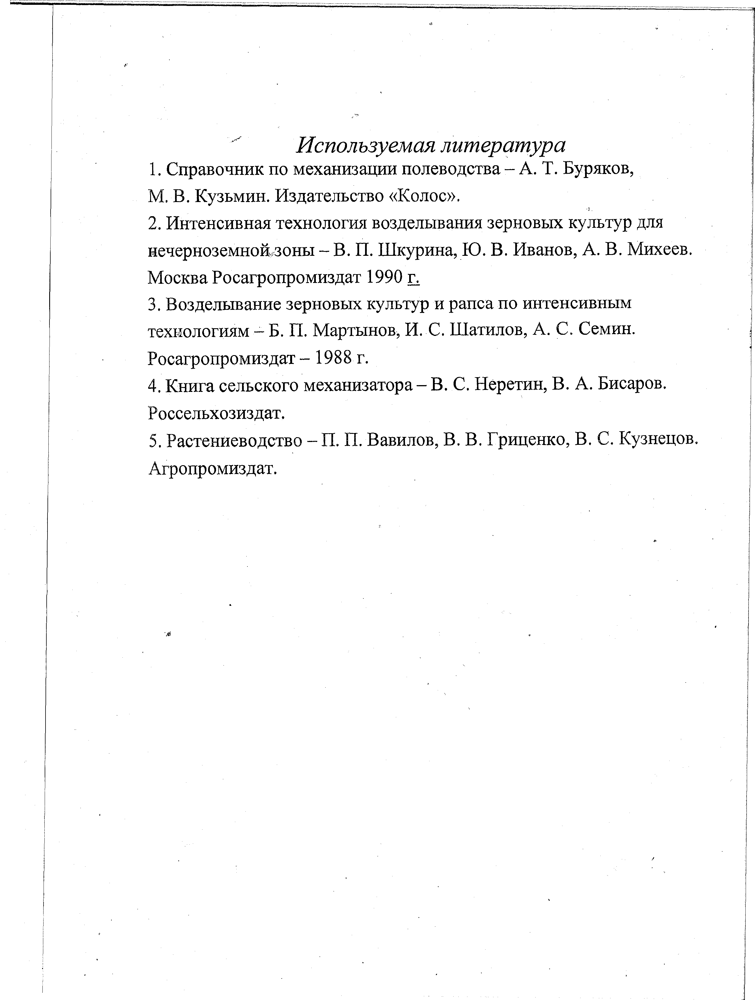 Используемая литература
1. Справочник по механизации полеводства – А. Т. Буряков,
М. В. Кузьмин. Издательство «Колос».
2. Интенсивная технология возделывания зерновых культур для
нечерноземной зоны – В. П. Шкурина, Ю. В. Иванов, А. В. Михеев.
Москва Росагропромиздат 1990 г.
3. Возделывание зерновых культур и рапса по интенсивным
технологиям – Б. П. Мартынов, И. С. Шатилов, А. С. Семин.
Росагропромиздат – 1988 г.
4. Книга сельского механизатора – В. С. Неретин, В. А. Бисаров.
Россельхозиздат.
5. Растениеводство – П. П. Вавилов, В. В. Гриценко, В. С. Кузнецов.
Агропромиздат.